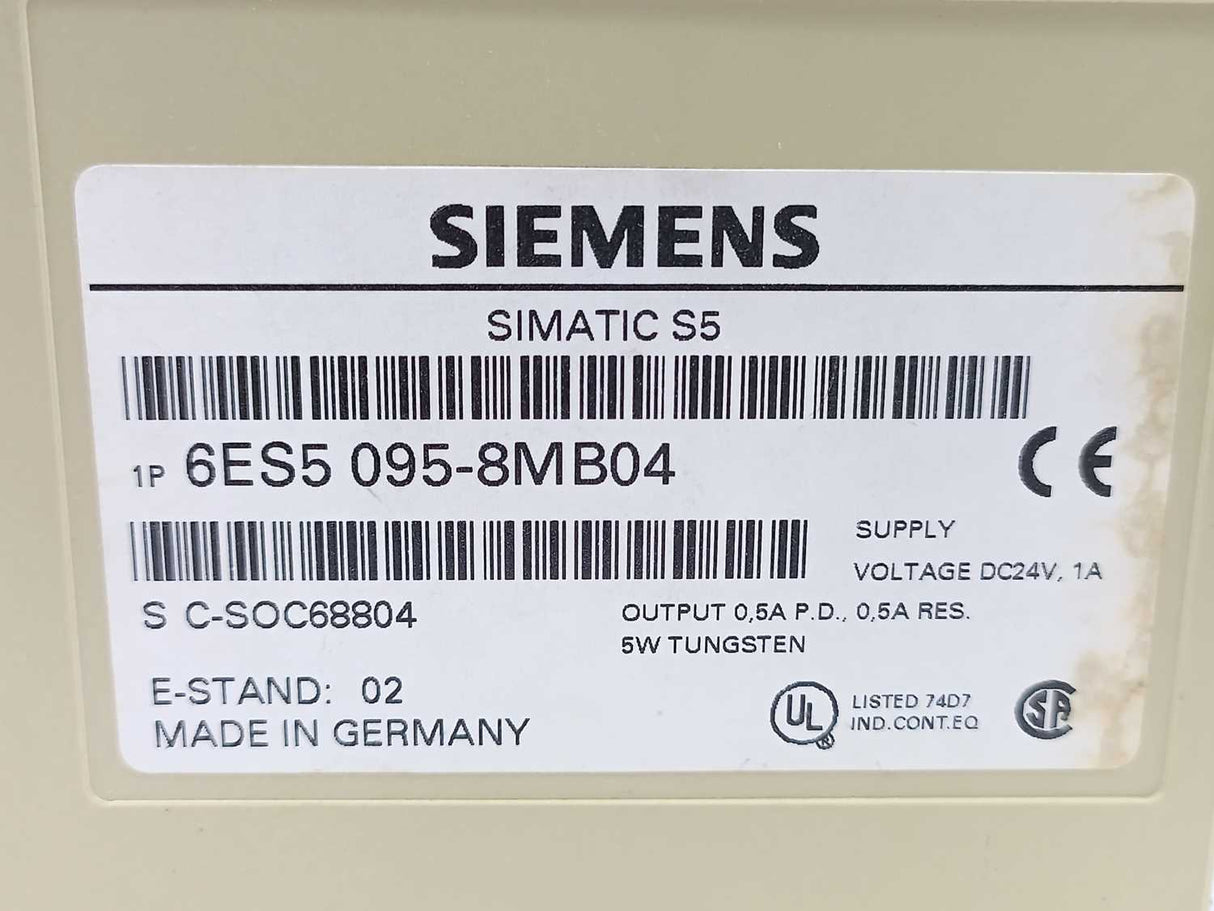 SIEMENS
SIMATIC S5
1P 6ES5 095-8MB04
CE
SUPPLY
VOLTAGE DC24V, 1A
S C-SOC68804
OUTPUT 0,5A P.D., 0,5A RES.
5W TUNGSTEN
E-STAND: 02
MADE IN GERMANY
UL ®
LISTED 74D7
IND.CONT.EQ
SA